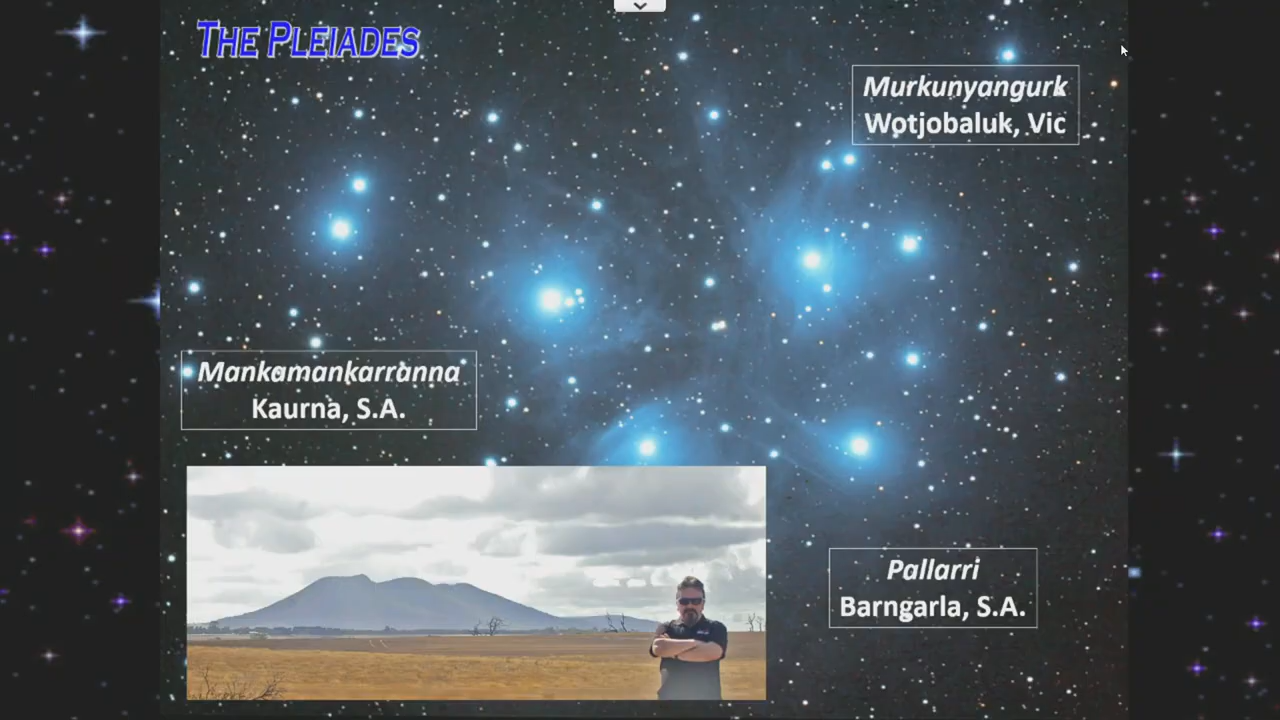 THE PLEIADES
Murkunyangurk
Wotjobaluk, Vic
Mankamankarranna
Kaurna, S.A.
Pallarri
Barngarla, S.A.